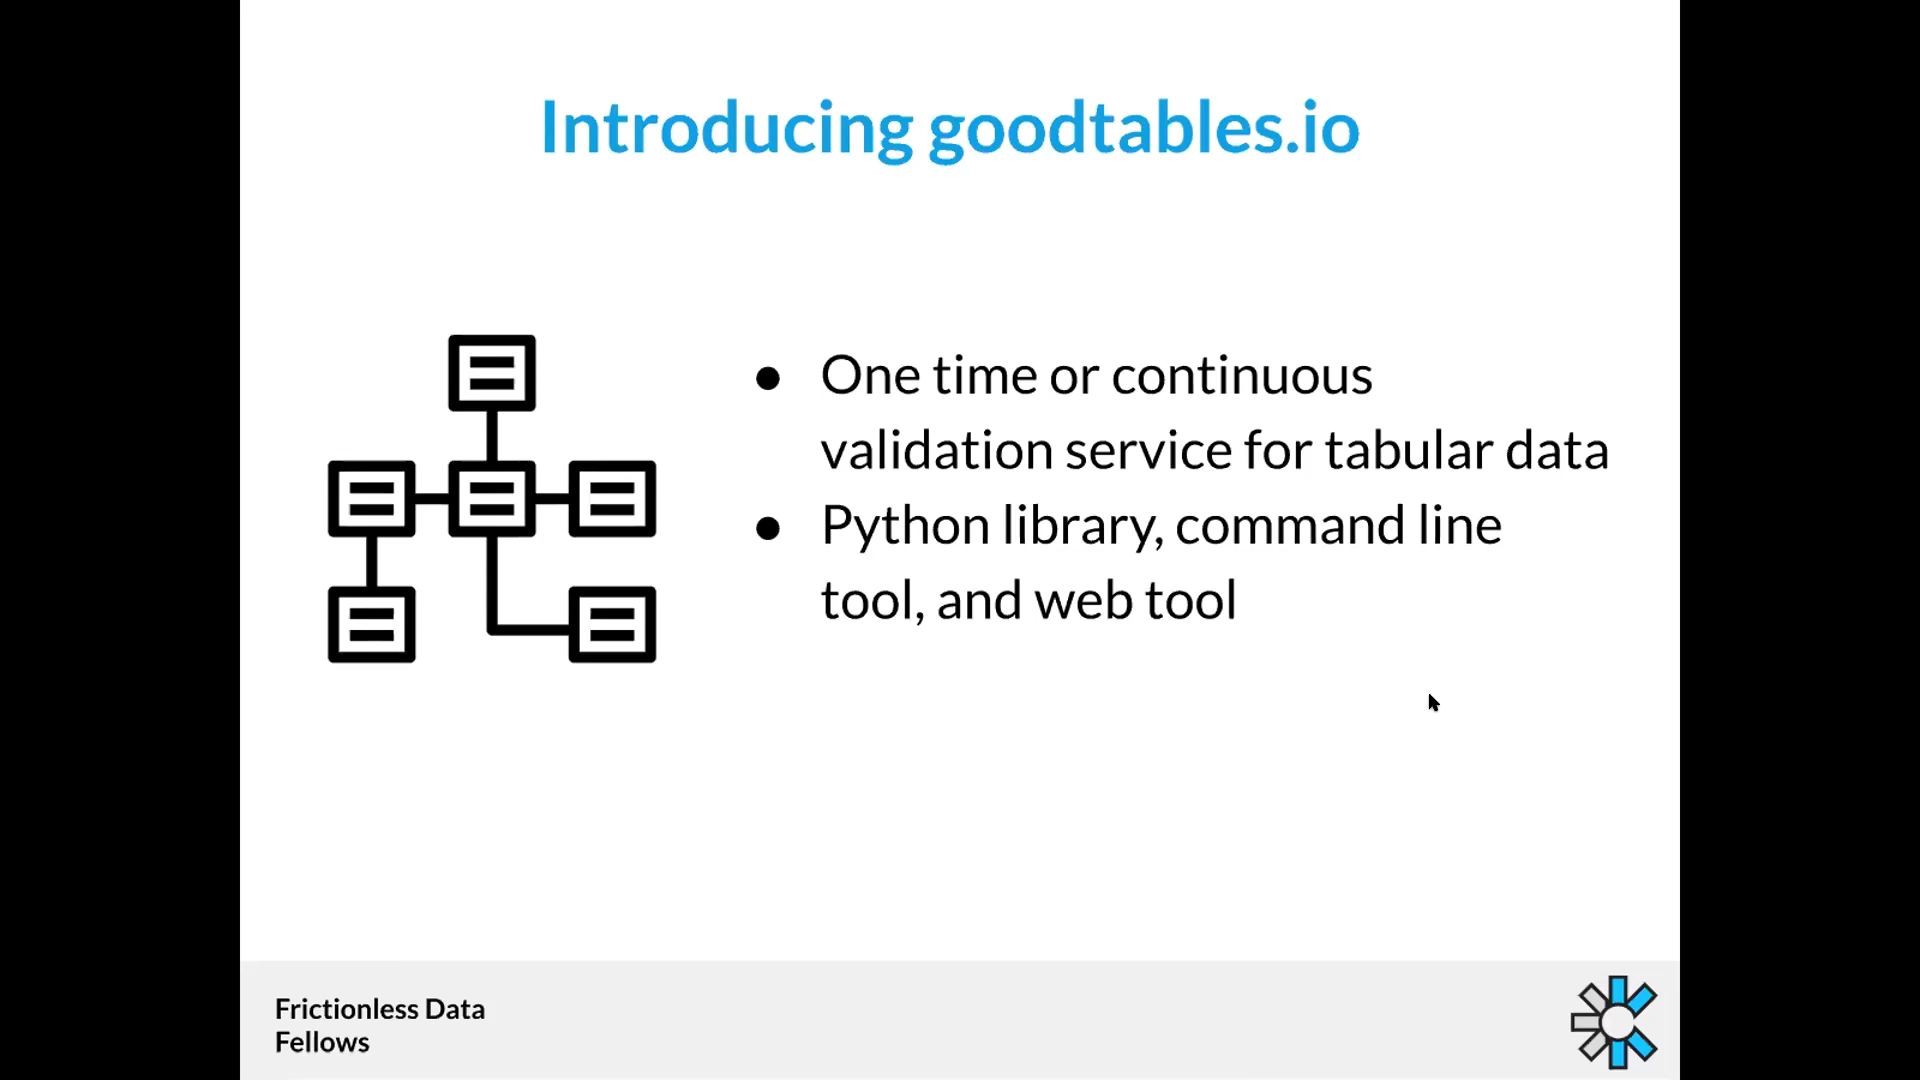 Introducing goodtables.io
● One time or continuous
validation service for tabular data
● Python library, command line
tool, and web tool
Frictionless Data
Fellows